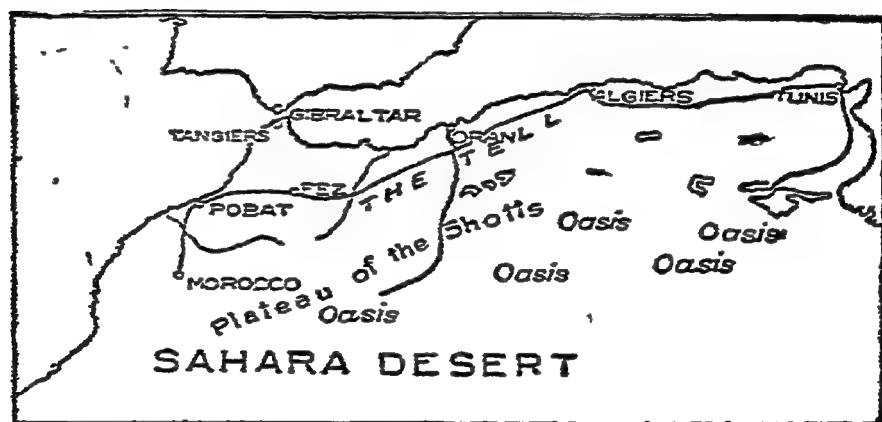 ALGIERS
TUNIS
GIBRALTAR
TANGIERS
ORAN
THE TELL
FEZ
POBAT
Plateau of the Shotts
Oasis
Oasis
Oasis
Oasis
MOROCCO
Oasis
SAHARA DESERT